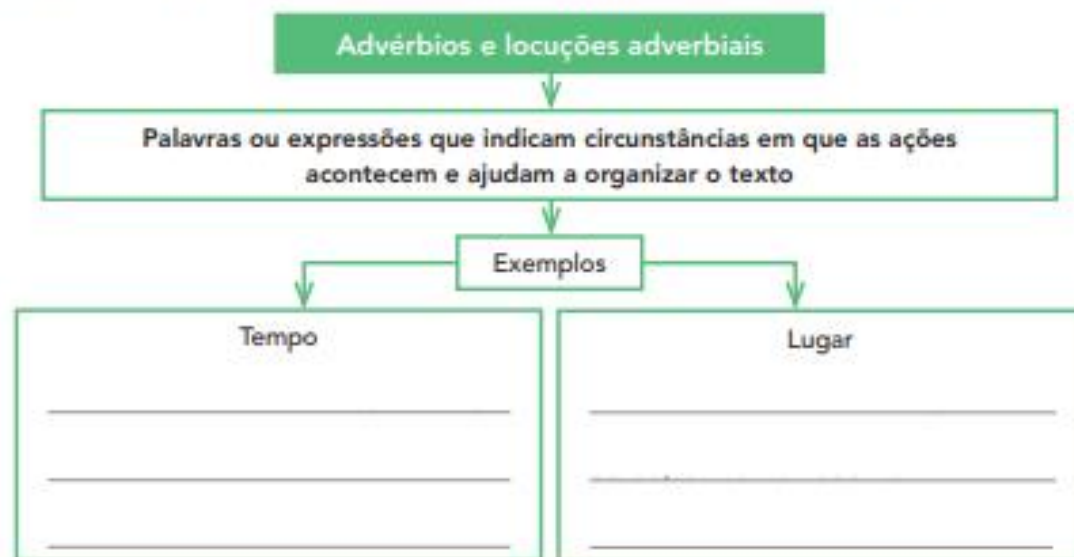 Advérbios e locuções adverbiais
Palavras ou expressões que indicam circunstâncias em que as ações
acontecem e ajudam a organizar o texto
Exemplos
Tempo
Lugar